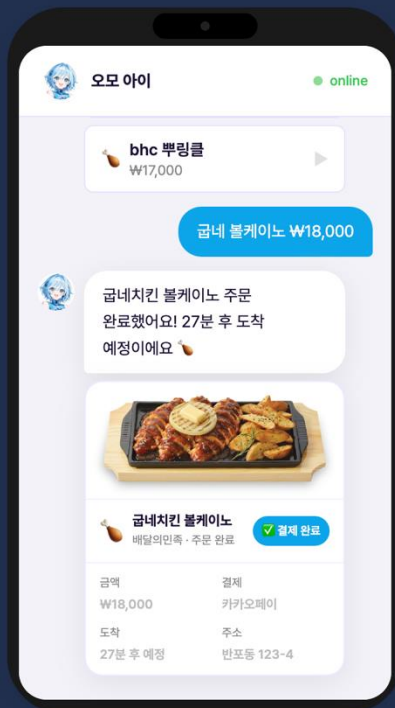 오모 아이
online
bhc 뿌링클
₩17,000
굽네 볼케이노 ₩18,000
굽네치킨 볼케이노 주문
완료했어요! 27분 후 도착
예정이에요
굽네치킨 볼케이노
배달의민족 · 주문 완료
결제 완료
금액
결제
₩18,000
카카오페이
도착
주소
27분 후 예정
반포동 123-4